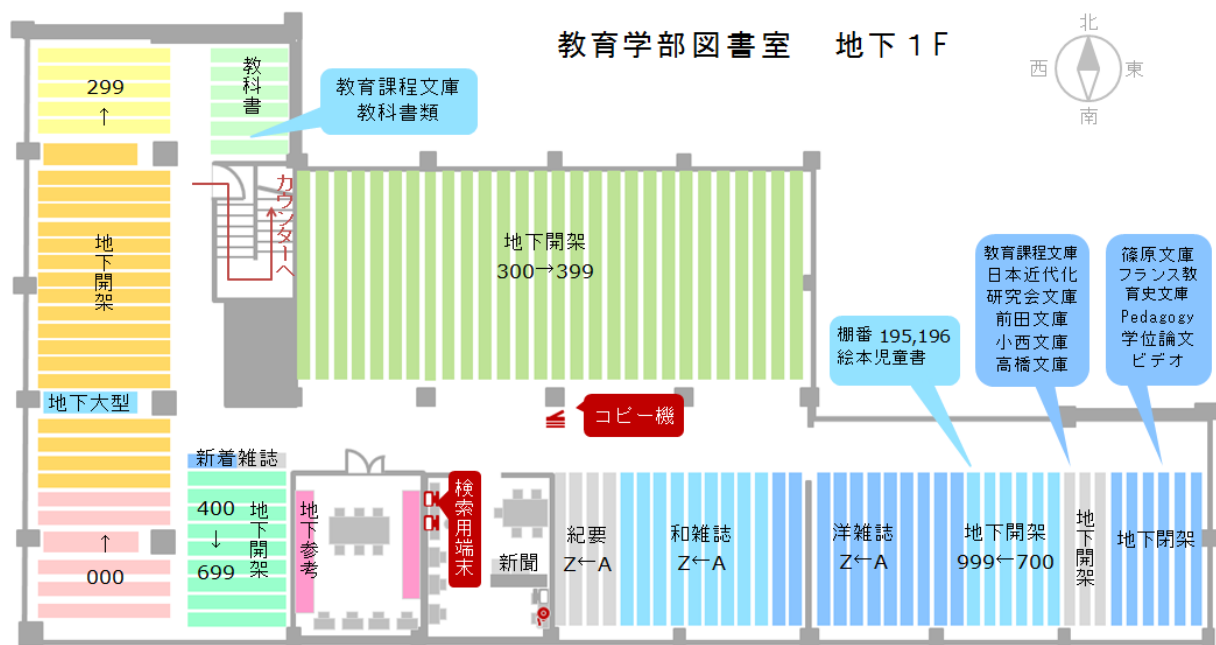 教育学部図書室　地下１F
北
西
東
南
299
↑
教科書
教育課程文庫
教科書類
カウンターへ
地下開架
地下開架
300→399
教育課程文庫
日本近代化
研究会文庫
前田文庫
小西文庫
高橋文庫
篠原文庫
フランス教
育史文庫
Pedagogy
学位論文
ビデオ
棚番 195,196
絵本児童書
地下大型
コピー機
新着雑誌
400
↓
699
地下開架
↑
000
地下参考
検索用端末
新聞
紀要
Z←A
和雑誌
Z←A
洋雑誌
Z←A
地下開架
999←700
地下開架
地下閉架